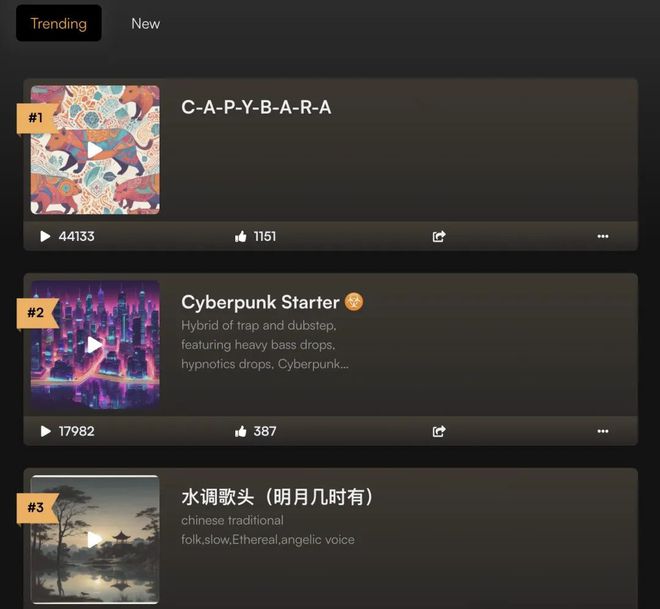 Trending
New
#1
C-A-P-Y-B-A-R-A
44133
1151
#2
Cyberpunk Starter
Hybrid of trap and dubstep,
featuring heavy bass drops,
hypnotics drops, Cyberpunk...
17982
387
#3
水调歌头（明月几时有）
chinese traditional
folk,slow,Ethereal,angelic voice